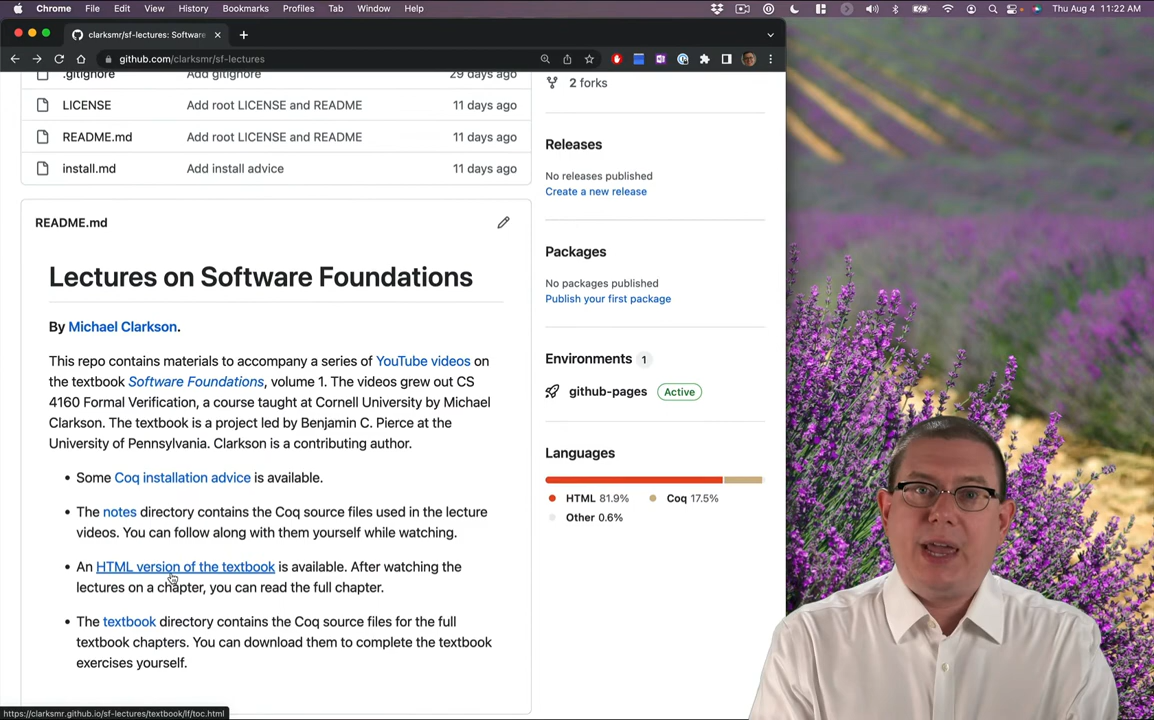 Chrome File Edit View History Bookmarks Profiles Tab Window Help Thu Aug 4 11:22 AM
clarksmr/sf-lectures: Software
github.com/clarksmr/sf-lectures
.gitignore Add gitignore 29 days ago
LICENSE Add root LICENSE and README 11 days ago
README.md Add root LICENSE and README 11 days ago
install.md Add install advice 11 days ago
README.md
Lectures on Software Foundations
By Michael Clarkson.
This repo contains materials to accompany a series of YouTube videos on
the textbook Software Foundations, volume 1. The videos grew out CS
4160 Formal Verification, a course taught at Cornell University by Michael
Clarkson. The textbook is a project led by Benjamin C. Pierce at the
University of Pennsylvania. Clarkson is a contributing author.
• Some Coq installation advice is available.
• The notes directory contains the Coq source files used in the lecture
videos. You can follow along with them yourself while watching.
• An HTML version of the textbook is available. After watching the
lectures on a chapter, you can read the full chapter.
• The textbook directory contains the Coq source files for the full
textbook chapters. You can download them to complete the textbook
exercises yourself.
2 forks
Releases
No releases published
Create a new release
Packages
No packages published
Publish your first package
Environments 1
github-pages Active
Languages
HTML 81.9% Coq 17.5%
Other 0.6%
https://clarksmr.github.io/sf-lectures/textbook/lf/toc.html